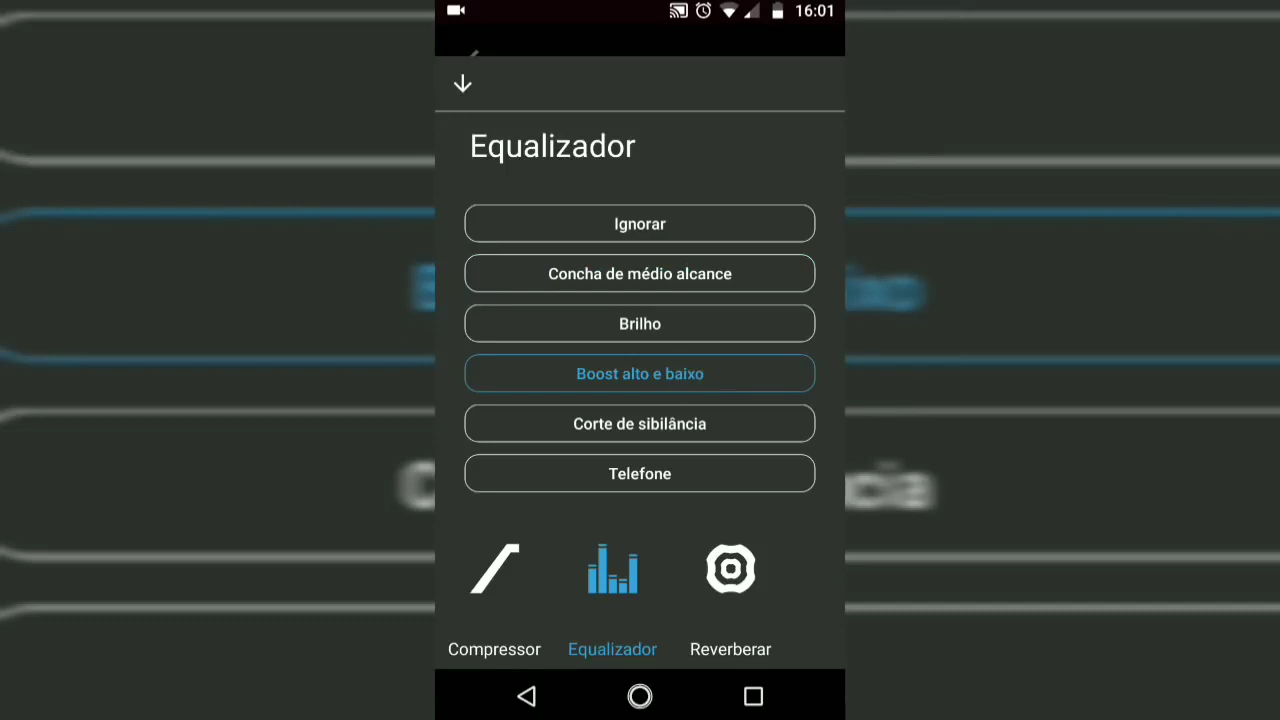 16:01
Equalizador
Ignorar
Concha de médio alcance
Brilho
Boost alto e baixo
Corte de sibilância
Telefone
Compressor Equalizador Reverberar